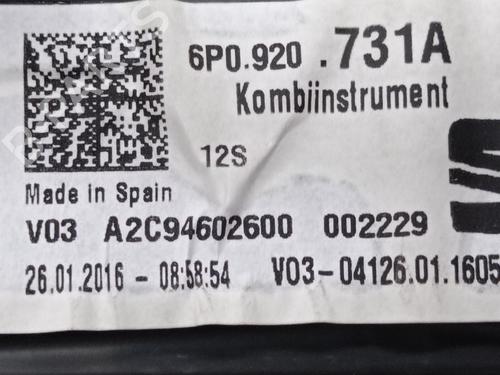 6P0.920 .731A
Kombiinstrument
12S
Made in Spain
V03 A2C94602600 002229
26.01.2016 - 08:58:54 V03-04126.01.1605